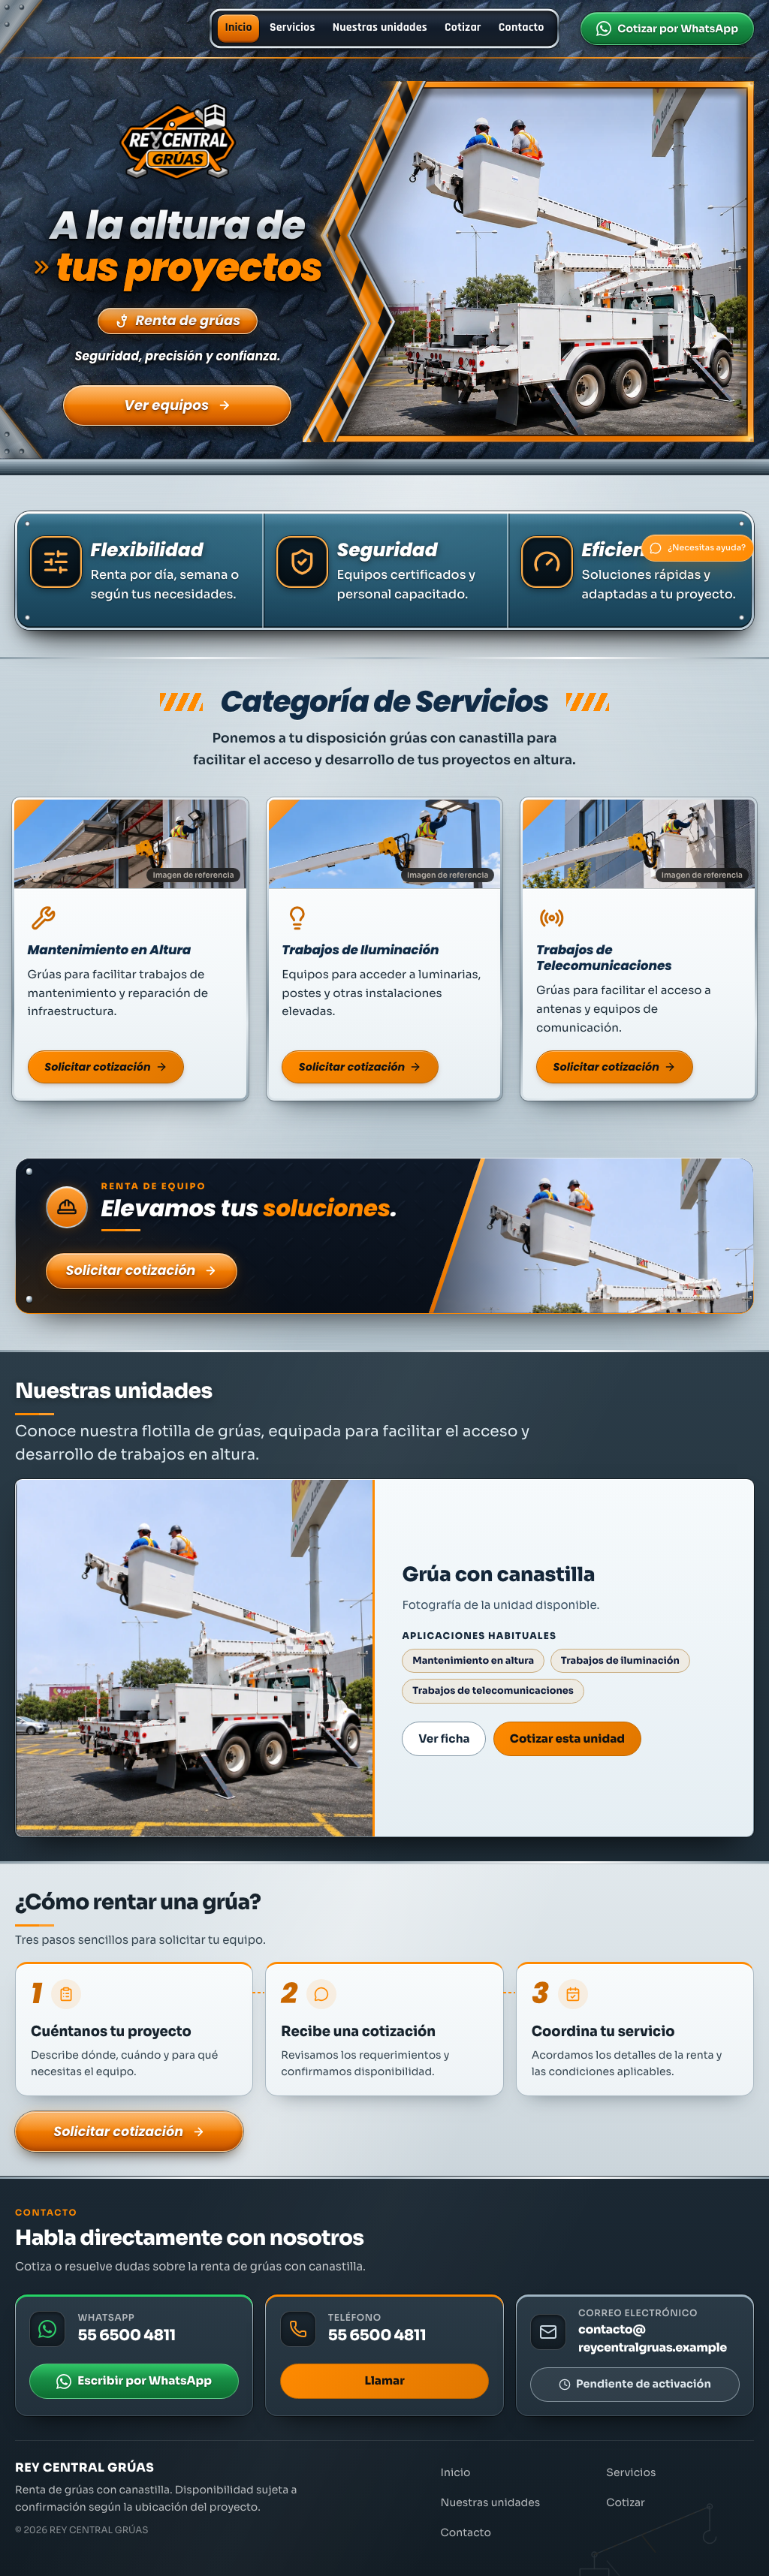 Inicio
Servicios
Nuestras unidades
Cotizar
Contacto
Cotizar por WhatsApp
REY CENTRAL
GRÚAS
A la altura de
» tus proyectos
Renta de grúas
Seguridad, precisión y confianza.
Ver equipos →
Flexibilidad
Renta por día, semana o
según tus necesidades.
Seguridad
Equipos certificados y
personal capacitado.
Eficien
¿Necesitas ayuda?
Soluciones rápidas y
adaptadas a tu proyecto.
Categoría de Servicios
Ponemos a tu disposición grúas con canastilla para
facilitar el acceso y desarrollo de tus proyectos en altura.
Imagen de referencia
Mantenimiento en Altura
Grúas para facilitar trabajos de
mantenimiento y reparación de
infraestructura.
Solicitar cotización →
Imagen de referencia
Trabajos de Iluminación
Equipos para acceder a luminarias,
postes y otras instalaciones
elevadas.
Solicitar cotización →
Imagen de referencia
Trabajos de
Telecomunicaciones
Grúas para facilitar el acceso a
antenas y equipos de
comunicación.
Solicitar cotización →
RENTA DE EQUIPO
Elevamos tus soluciones.
Solicitar cotización →
Nuestras unidades
Conoce nuestra flotilla de grúas, equipada para facilitar el acceso y
desarrollo de trabajos en altura.
Grúa con canastilla
Fotografía de la unidad disponible.
APLICACIONES HABITUALES
Mantenimiento en altura
Trabajos de iluminación
Trabajos de telecomunicaciones
Ver ficha
Cotizar esta unidad
¿Cómo rentar una grúa?
Tres pasos sencillos para solicitar tu equipo.
1
Cuéntanos tu proyecto
Describe dónde, cuándo y para qué
necesitas el equipo.
2
Recibe una cotización
Revisamos los requerimientos y
confirmamos disponibilidad.
3
Coordina tu servicio
Acordamos los detalles de la renta y
las condiciones aplicables.
Solicitar cotización →
CONTACTO
Habla directamente con nosotros
Cotiza o resuelve dudas sobre la renta de grúas con canastilla.
WHATSAPP
55 6500 4811
Escribir por WhatsApp
TELÉFONO
55 6500 4811
Llamar
CORREO ELECTRÓNICO
contacto@
reycentralgruas.example
Pendiente de activación
REY CENTRAL GRÚAS
Renta de grúas con canastilla. Disponibilidad sujeta a
confirmación según la ubicación del proyecto.
© 2026 REY CENTRAL GRÚAS
Inicio
Servicios
Nuestras unidades
Cotizar
Contacto